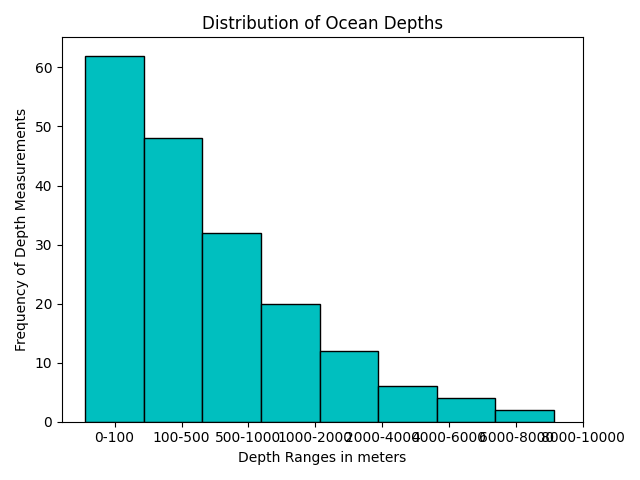 Distribution of Ocean Depths
Frequency of Depth Measurements
60
50
40
30
20
10
0
0-100 100-500 500-1000 1000-2000 2000-4000 4000-6000 6000-8000 8000-10000
Depth Ranges in meters